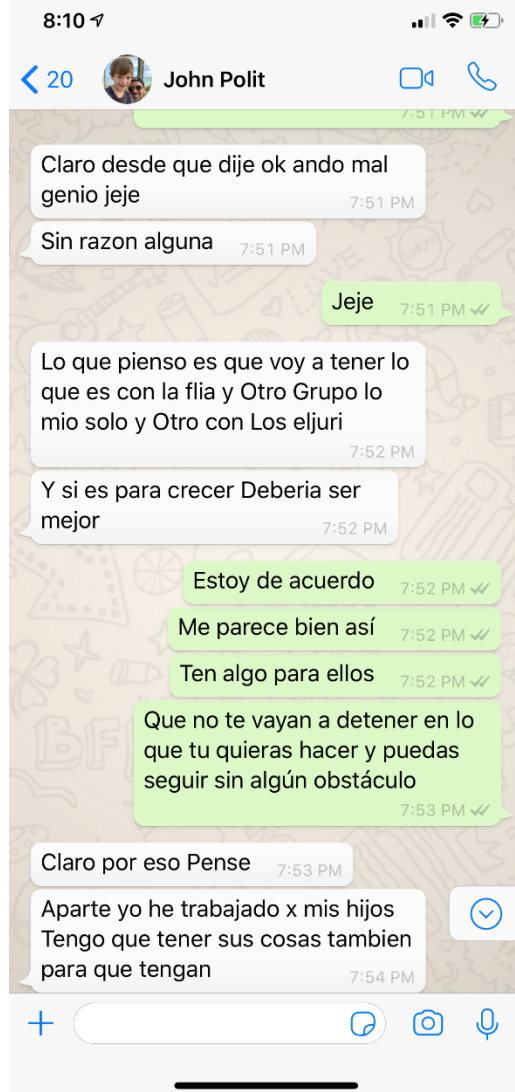 8:10
20
John Polit
7:51 PM
Claro desde que dije ok ando mal
genio jeje
7:51 PM
Sin razon alguna
7:51 PM
Jeje
7:51 PM
Lo que pienso es que voy a tener lo
que es con la flia y Otro Grupo lo
mio solo y Otro con Los eljuri
7:52 PM
Y si es para crecer Deberia ser
mejor
7:52 PM
Estoy de acuerdo
7:52 PM
Me parece bien así
7:52 PM
Ten algo para ellos
7:52 PM
Que no te vayan a detener en lo
que tu quieras hacer y puedas
seguir sin algún obstáculo
7:53 PM
Claro por eso Pense
7:53 PM
Aparte yo he trabajado x mis hijos
Tengo que tener sus cosas tambien
para que tengan
7:54 PM